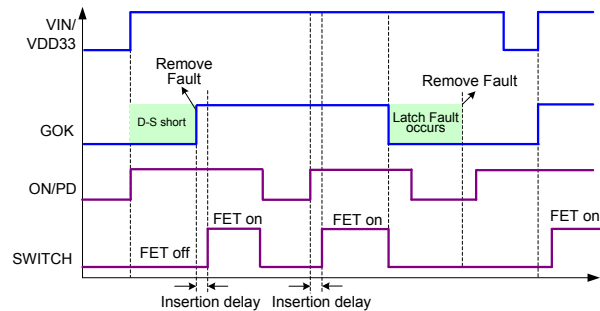 VIN/
VDD33
Remove
Fault
Remove Fault
D-S short
Latch Fault
occurs
GOK
ON/PD
FET off
FET on
FET on
FET on
SWITCH
Insertion delay
Insertion delay